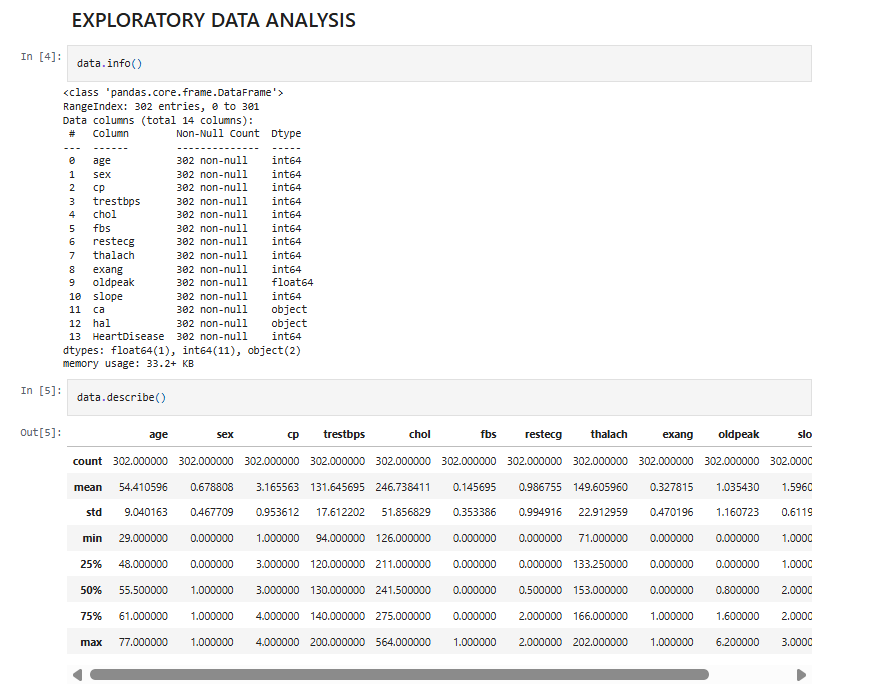 EXPLORATORY DATA ANALYSIS
In [4]: data.info()
<class 'pandas.core.frame.DataFrame'>
RangeIndex: 302 entries, 0 to 301
Data columns (total 14 columns):
 #   Column        Non-Null Count  Dtype
---  ------        --------------  -----
 0   age           302 non-null    int64
 1   sex           302 non-null    int64
 2   cp            302 non-null    int64
 3   trestbps      302 non-null    int64
 4   chol          302 non-null    int64
 5   fbs           302 non-null    int64
 6   restecg       302 non-null    int64
 7   thalach       302 non-null    int64
 8   exang         302 non-null    int64
 9   oldpeak       302 non-null    float64
 10  slope         302 non-null    int64
 11  ca            302 non-null    object
 12  hal           302 non-null    object
 13  HeartDisease  302 non-null    int64
dtypes: float64(1), int64(11), object(2)
memory usage: 33.2+ KB
In [5]: data.describe()
Out[5]: age sex cp trestbps chol fbs restecg thalach exang oldpeak slo
count 302.000000 302.000000 302.000000 302.000000 302.000000 302.000000 302.000000 302.000000 302.000000 302.000000 302.0000
mean 54.410596 0.678808 3.165563 131.645695 246.738411 0.145695 0.986755 149.605960 0.327815 1.035430 1.5960
std 9.040163 0.467709 0.953612 17.612202 51.856829 0.353386 0.994916 22.912959 0.470196 1.160723 0.6119
min 29.000000 0.000000 1.000000 94.000000 126.000000 0.000000 0.000000 71.000000 0.000000 0.000000 1.0000
25% 48.000000 0.000000 3.000000 120.000000 211.000000 0.000000 0.000000 133.250000 0.000000 0.000000 1.0000
50% 55.500000 1.000000 3.000000 130.000000 241.500000 0.000000 0.500000 153.000000 0.000000 0.800000 2.0000
75% 61.000000 1.000000 4.000000 140.000000 275.000000 0.000000 2.000000 166.000000 1.000000 1.600000 2.0000
max 77.000000 1.000000 4.000000 200.000000 564.000000 1.000000 2.000000 202.000000 1.000000 6.200000 3.0000